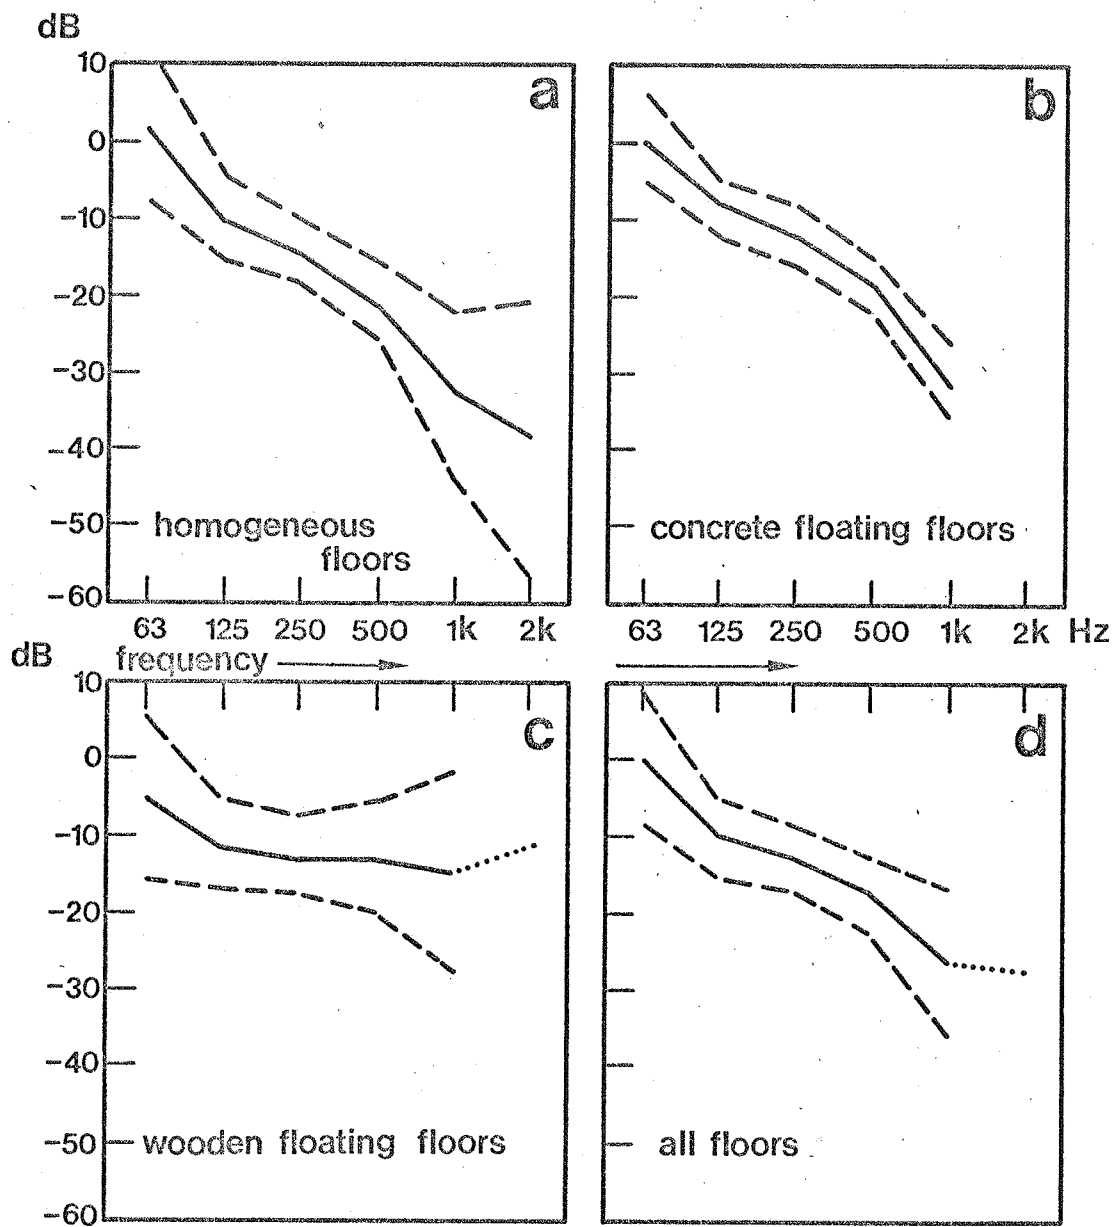 dB
10
0
-10
-20
-30
-40
-50
-60
a
homogeneous
floors
63 125 250 500 1k 2k
b
concrete floating floors
63 125 250 500 1k 2k Hz
dB
frequency
10
0
-10
-20
-30
-40
-50
-60
c
wooden floating floors
d
all floors